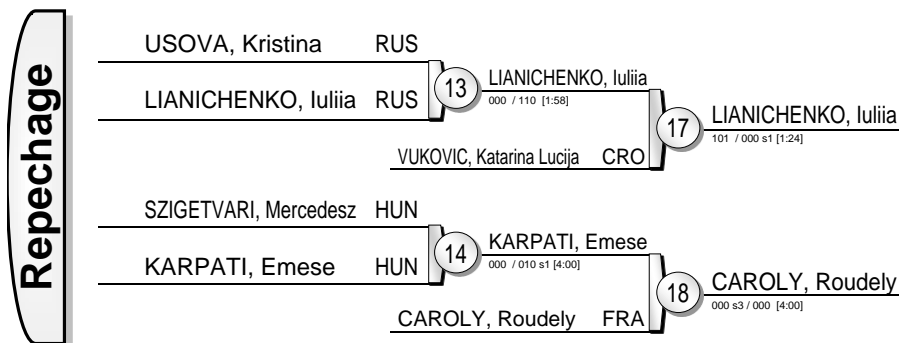 Repechage
USOVA, Kristina RUS
LIANICHENKO, Iuliia RUS
13
LIANICHENKO, Iuliia
000 / 110 [1:58]
VUKOVIC, Katarina Lucija CRO
17
LIANICHENKO, Iuliia
101 / 000 s1 [1:24]
SZIGETVARI, Mercedesz HUN
KARPATI, Emese HUN
14
KARPATI, Emese
000 / 010 s1 [4:00]
CAROLY, Roudely FRA
18
CAROLY, Roudely
000 s3 / 000 [4:00]